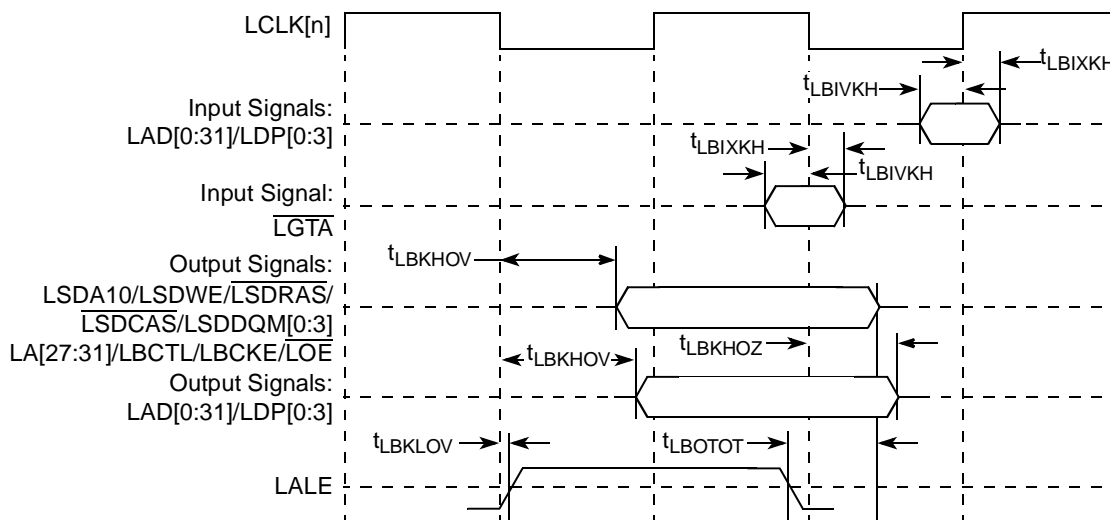 LCLK[n]
tLBIXKH
tLBIVKH
Input Signals:
LAD[0:31]/LDP[0:3]
tLBIXKH
tLBIVKH
Input Signal:
LGTA
tLBKHOV
Output Signals:
LSDA10/LSDWE/LSDRAS/
LSDCAS/LSDDQM[0:3]
LA[27:31]/LBCTL/LBCKE/LOE
tLBKHOV
tLBKHOZ
Output Signals:
LAD[0:31]/LDP[0:3]
tLBKLOV
tLBOTOT
LALE